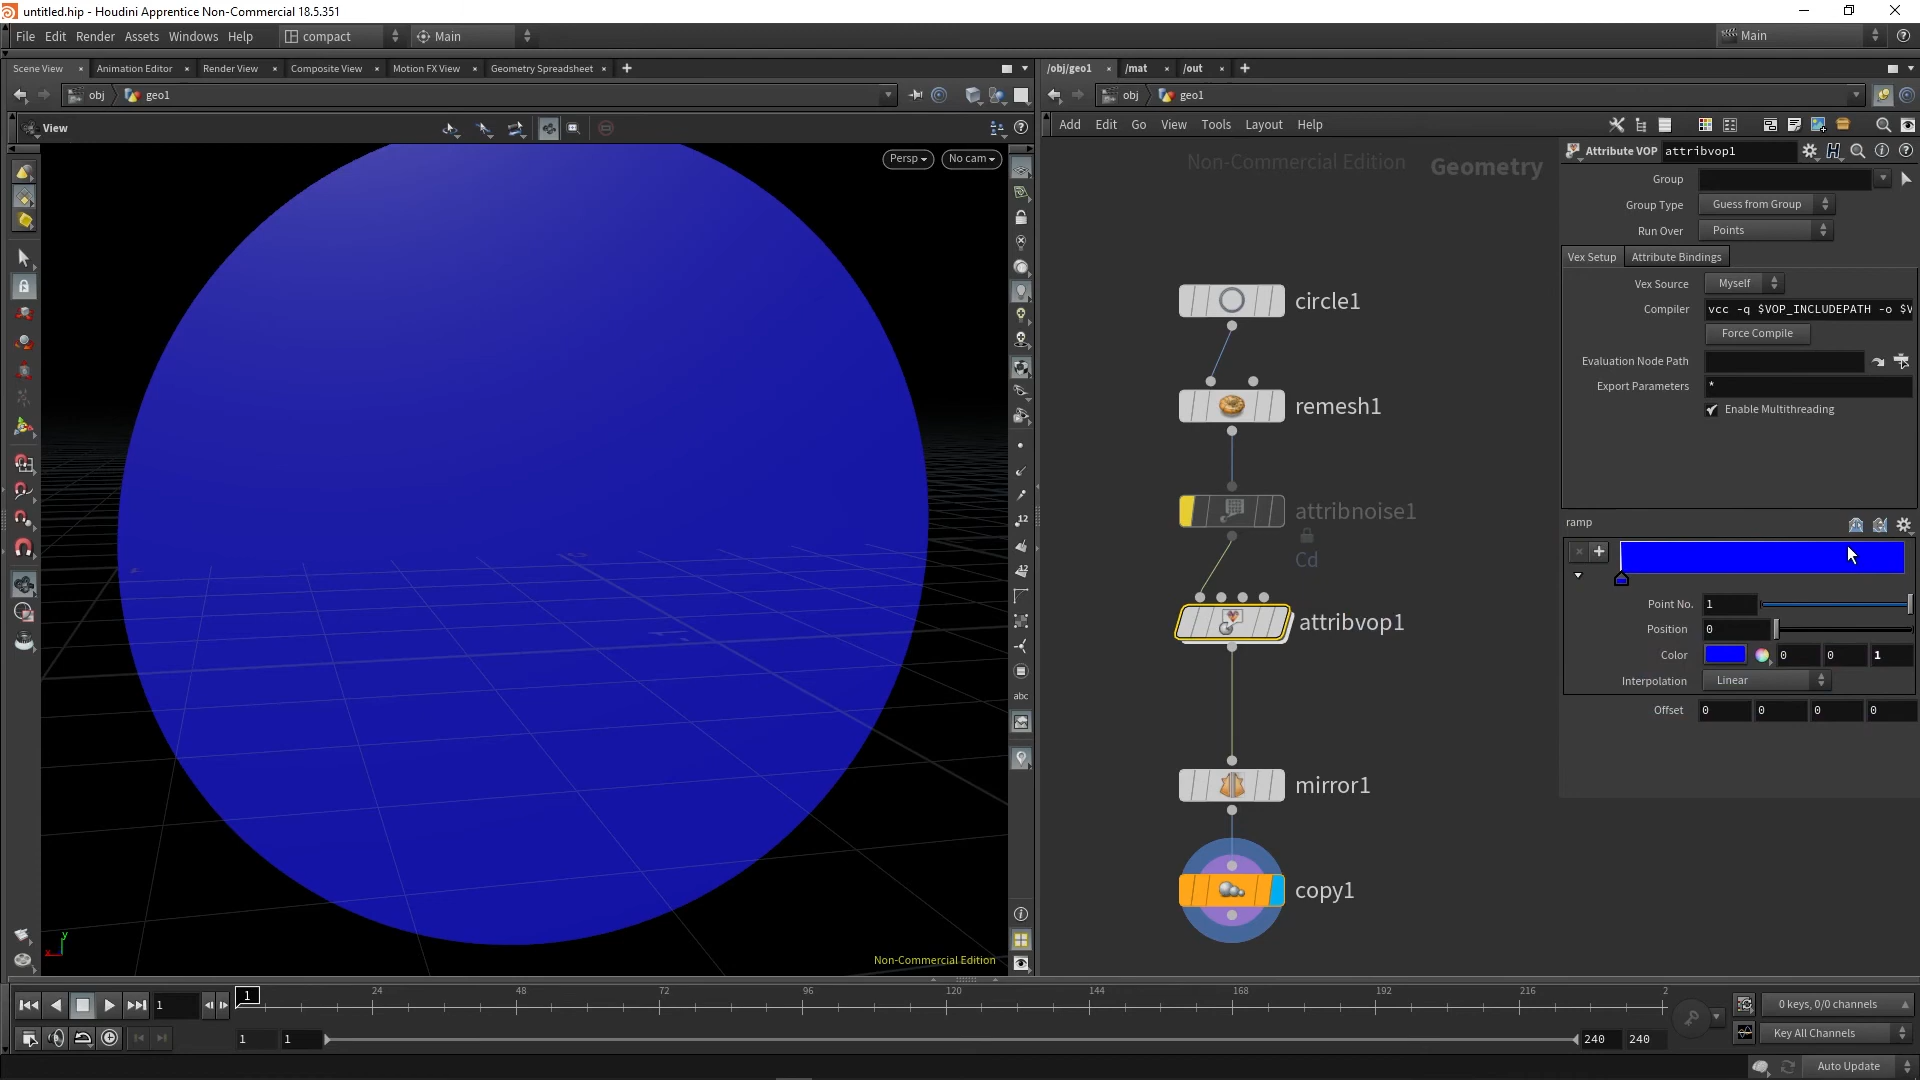 untitled.hip - Houdini Apprentice Non-Commercial 18.5.351
File Edit Render Assets Windows Help compact Main Main
Scene View Animation Editor Render View Composite View Motion FX View Geometry Spreadsheet
/obj/geo1 /mat /out
obj geo1
obj geo1
View
Add Edit Go View Tools Layout Help
Persp No cam
Non-Commercial Edition Geometry
Attribute VOP attribvop1
Group
Group Type Guess from Group
Run Over Points
Vex Setup Attribute Bindings
Vex Source Myself
Compiler vcc -q $VOP_INCLUDEPATH -o $V
Force Compile
Evaluation Node Path
Export Parameters *
Enable Multithreading
ramp
Point No. 1
Position 0
Color 0 0 1
Interpolation Linear
Offset 0 0 0 0
circle1
remesh1
attribnoise1
Cd
attribvop1
mirror1
copy1
12
12
abc
y
x
Non-Commercial Edition
1 1 24 48 72 96 120 144 168 192 216 2
0 keys, 0/0 channels
1 1 240 240
Key All Channels
Auto Update